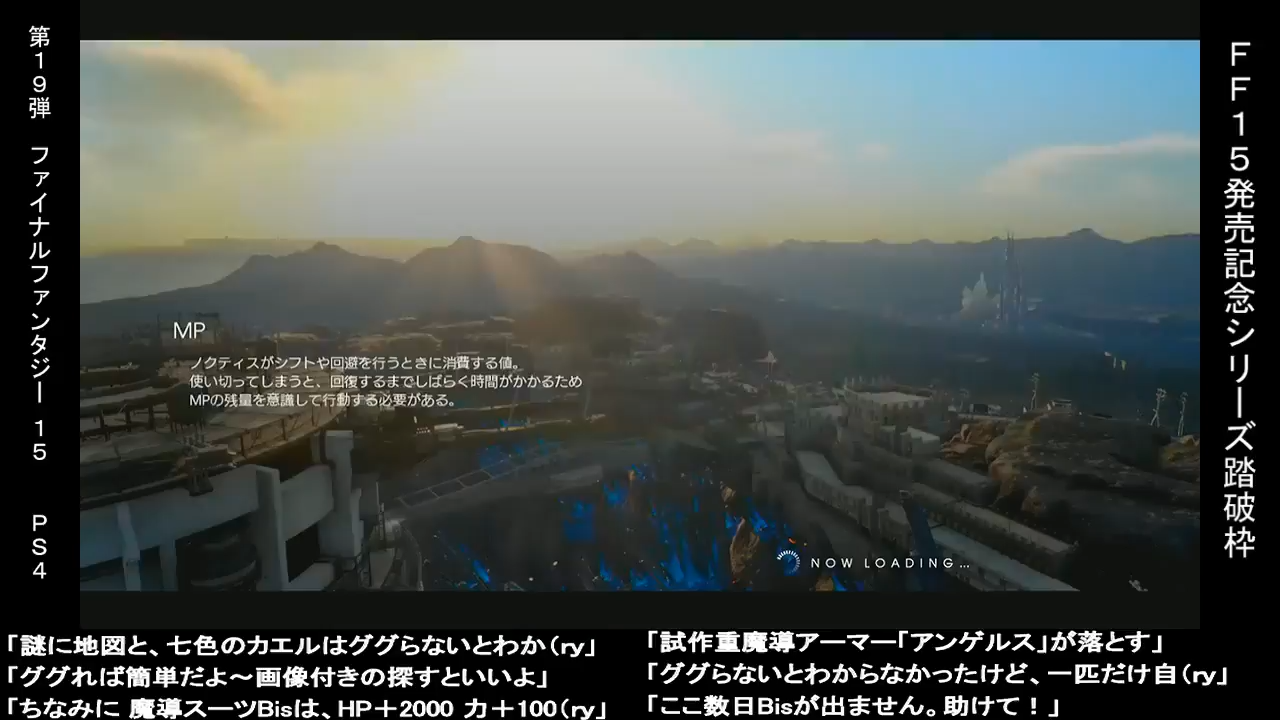 第19弾 ファイナルファンタジー 15 PS4
FF15発売記念シリーズ踏破枠
MP
ノクティスがシフトや回避を行うときに消費する値。
使い切ってしまうと、回復するまでしばらく時間がかかるため
MPの残量を意識して行動する必要がある。
NOW LOADING...
「謎に地図と、七色のカエルはググらないとわか(ry」
「ググれば簡単だよ～画像付きの探すといいよ」
「ちなみに 魔導スーツBisは、HP＋2000 力＋100(ry」
「試作重魔導アーマー「アンゲルス」が落とす」
「ググらないとわからなかったけど、一匹だけ自(ry」
「ここ数日Bisが出ません。助けて！」